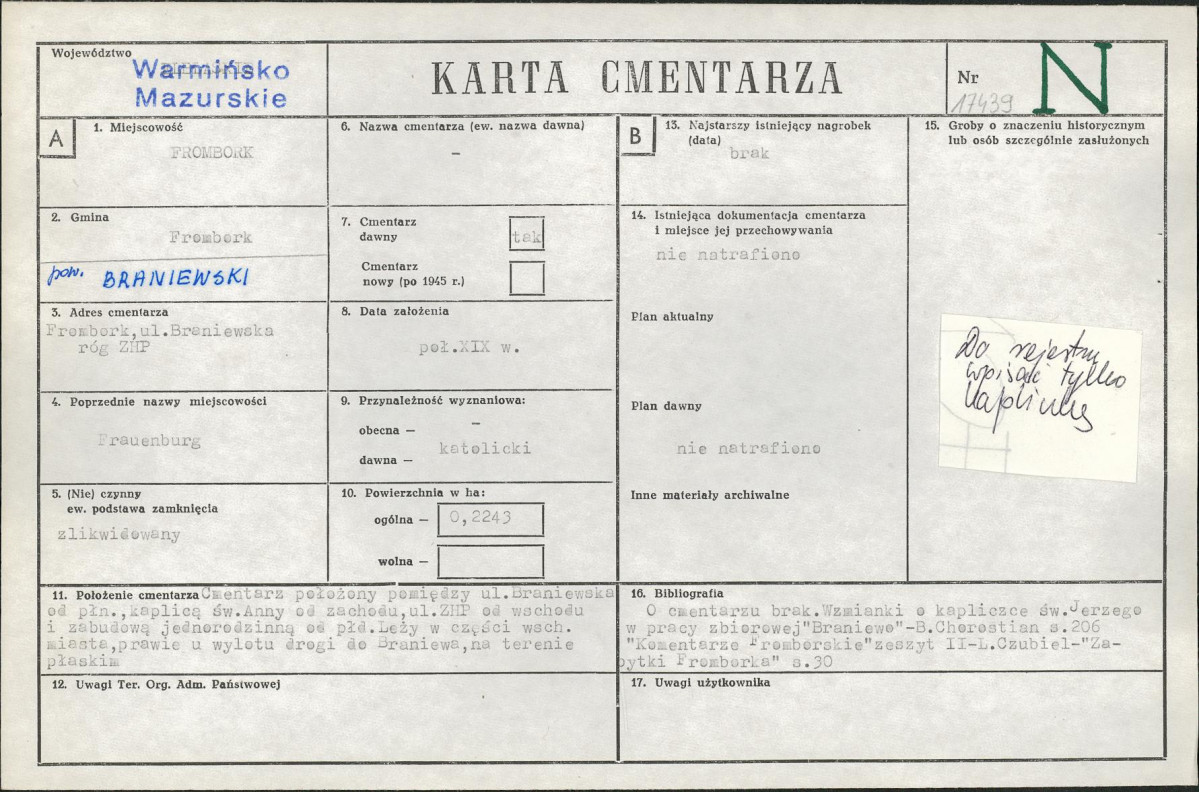 Województwo
Warmińsko
Mazurskie
KARTA CMENTARZA
Nr
17439
N
A
1. Miejscowość
FROMBORK
2. Gmina
Frombork
pow. BRANIEWSKI
3. Adres cmentarza
Frombork,ul.Braniewska
róg ZHP
4. Poprzednie nazwy miejscowości
Frauenburg
5. (Nie) czynny
ew. podstawa zamknięcia
zlikwidowany
6. Nazwa cmentarza (ew. nazwa dawna)
–
7. Cmentarz
dawny
tak
Cmentarz
nowy (po 1945 r.)
8. Data założenia
poł.XIX w.
9. Przynależność wyznaniowa:
obecna — –
dawna — katolicki
10. Powierzchnia w ha:
ogólna — 0,2243
wolna —
B
13. Najstarszy istniejący nagrobek
(data)
brak
14. Istniejąca dokumentacja cmentarza
i miejsce jej przechowywania
nie natrafiono
Plan aktualny
Plan dawny
nie natrafiono
Inne materiały archiwalne
15. Groby o znaczeniu historycznym
lub osób szczególnie zasłużonych
Do rejestru
wpisać tylko
kapliczkę
11. Położenie cmentarza Cmentarz położony pomiędzy ul.Braniewska
od płn.,kaplicą św.Anny od zachodu,ul.ZHP od wschodu
i zabudową jednorodzinną od płd.Leży w części wsch.
miasta,prawie u wylotu drogi do Braniewa,na terenie
płaskim
12. Uwagi Ter. Org. Adm. Państwowej
16. Bibliografia
O cmentarzu brak.Wzmianki o kapliczce św.Jerzego
w pracy zbiorowej"Braniewo"-B.Chorostian s.206
"Komentarze Fromborskie"zeszyt II-L.Czubiel-"Za-
bytki Fromborka" s.30
17. Uwagi użytkownika